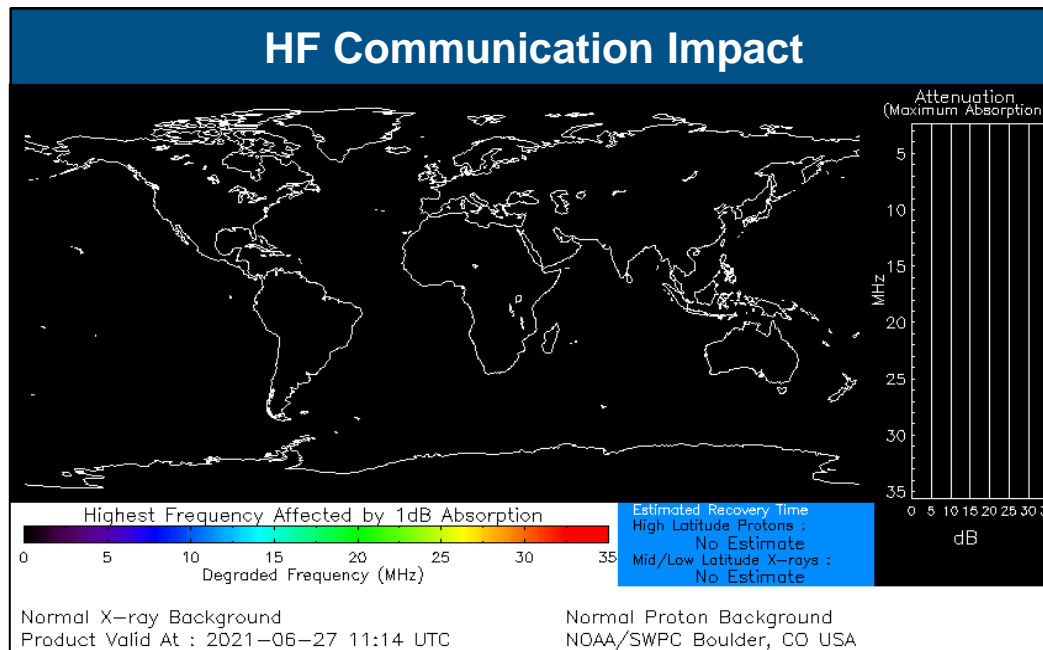 HF Communication Impact
Attenuation
(Maximum Absorption
5
10
15
20
25
30
35
MHz
0 5 10 15 20 25 30
dB
Highest Frequency Affected by 1dB Absorption
0 5 10 15 20 25 30 35
Degraded Frequency (MHz)
Estimated Recovery Time
High Latitude Protons :
No Estimate
Mid/Low Latitude X-rays :
No Estimate
Normal X-ray Background
Normal Proton Background
Product Valid At : 2021-06-27 11:14 UTC
NOAA/SWPC Boulder, CO USA